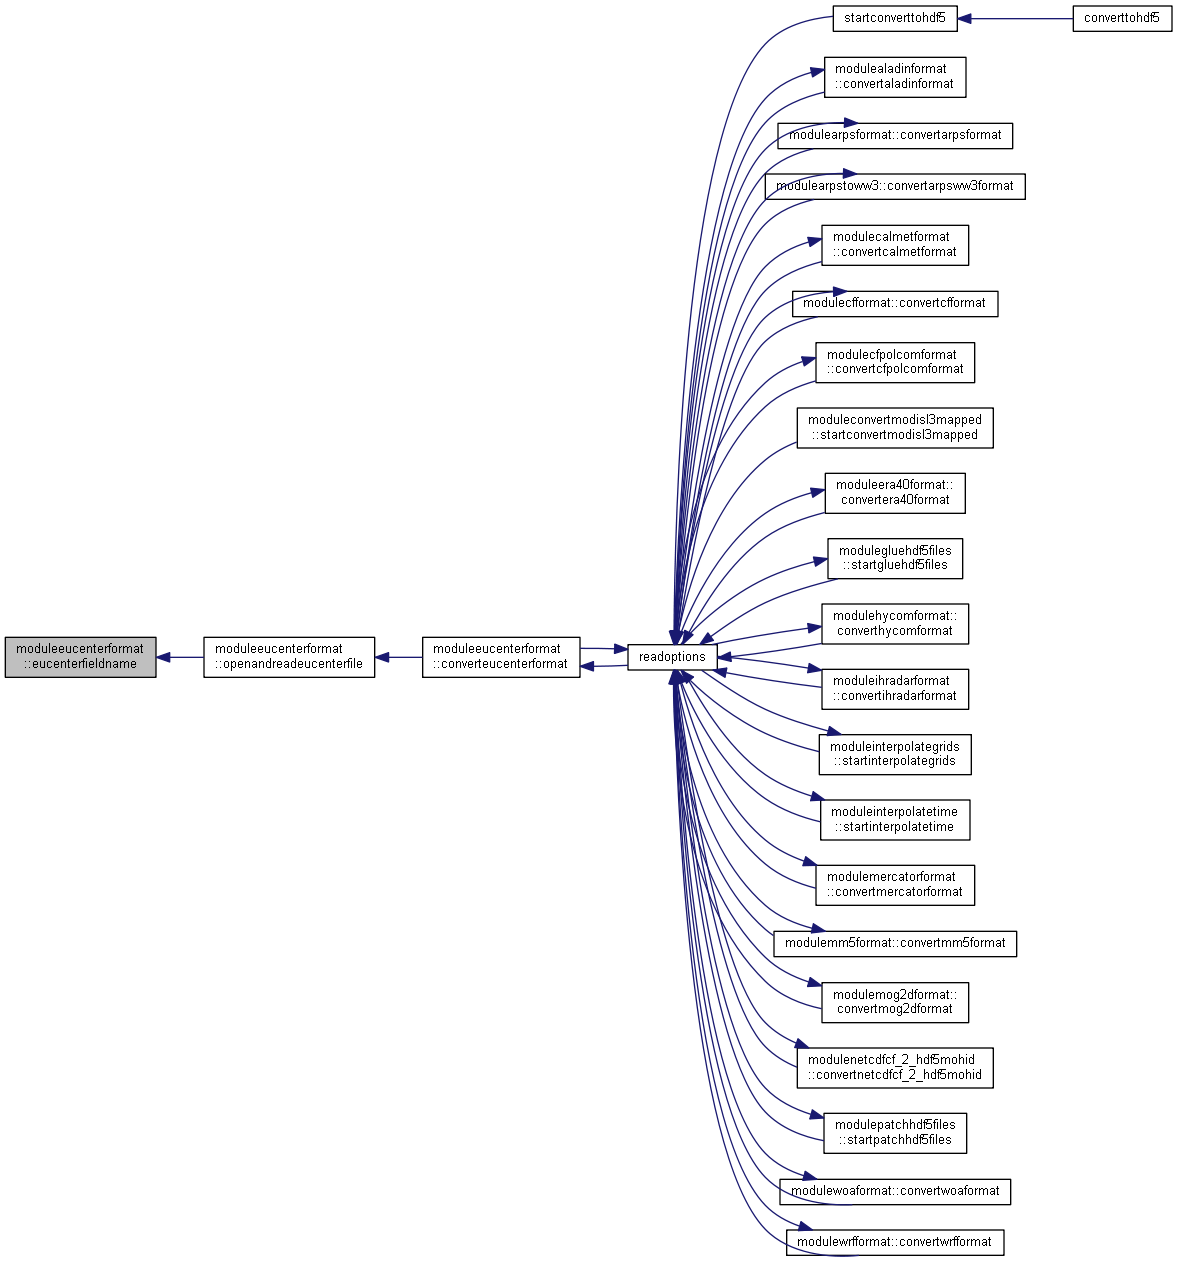 startconverttohdf5
converttohdf5
modulealadinformat
::convertaladinformat
modulearpsformat::convertarpsformat
modulearpstoww3::convertarpsww3format
modulecalmetformat
::convertcalmetformat
modulecfformat::convertcfformat
modulecfpolcomformat
::convertcfpolcomformat
moduleconvertmodisl3mapped
::startconvertmodisl3mapped
moduleera40format::
convertera40format
modulegluehdf5files
::startgluehdf5files
modulehycomformat::
converthycomformat
moduleeucenterformat
::eucenterfieldname
moduleeucenterformat
::openandreadeucenterfile
moduleeucenterformat
::converteucenterformat
readoptions
moduleihradarformat
::convertihradarformat
moduleinterpolategrids
::startinterpolategrids
moduleinterpolatetime
::startinterpolatetime
modulemercatorformat
::convertmercatorformat
modulemm5format::convertmm5format
modulemog2dformat::
convertmog2dformat
modulenetcdfcf_2_hdf5mohid
::convertnetcdfcf_2_hdf5mohid
modulepatchhdf5files
::startpatchhdf5files
modulewoaformat::convertwoaformat
modulewrfformat::convertwrfformat